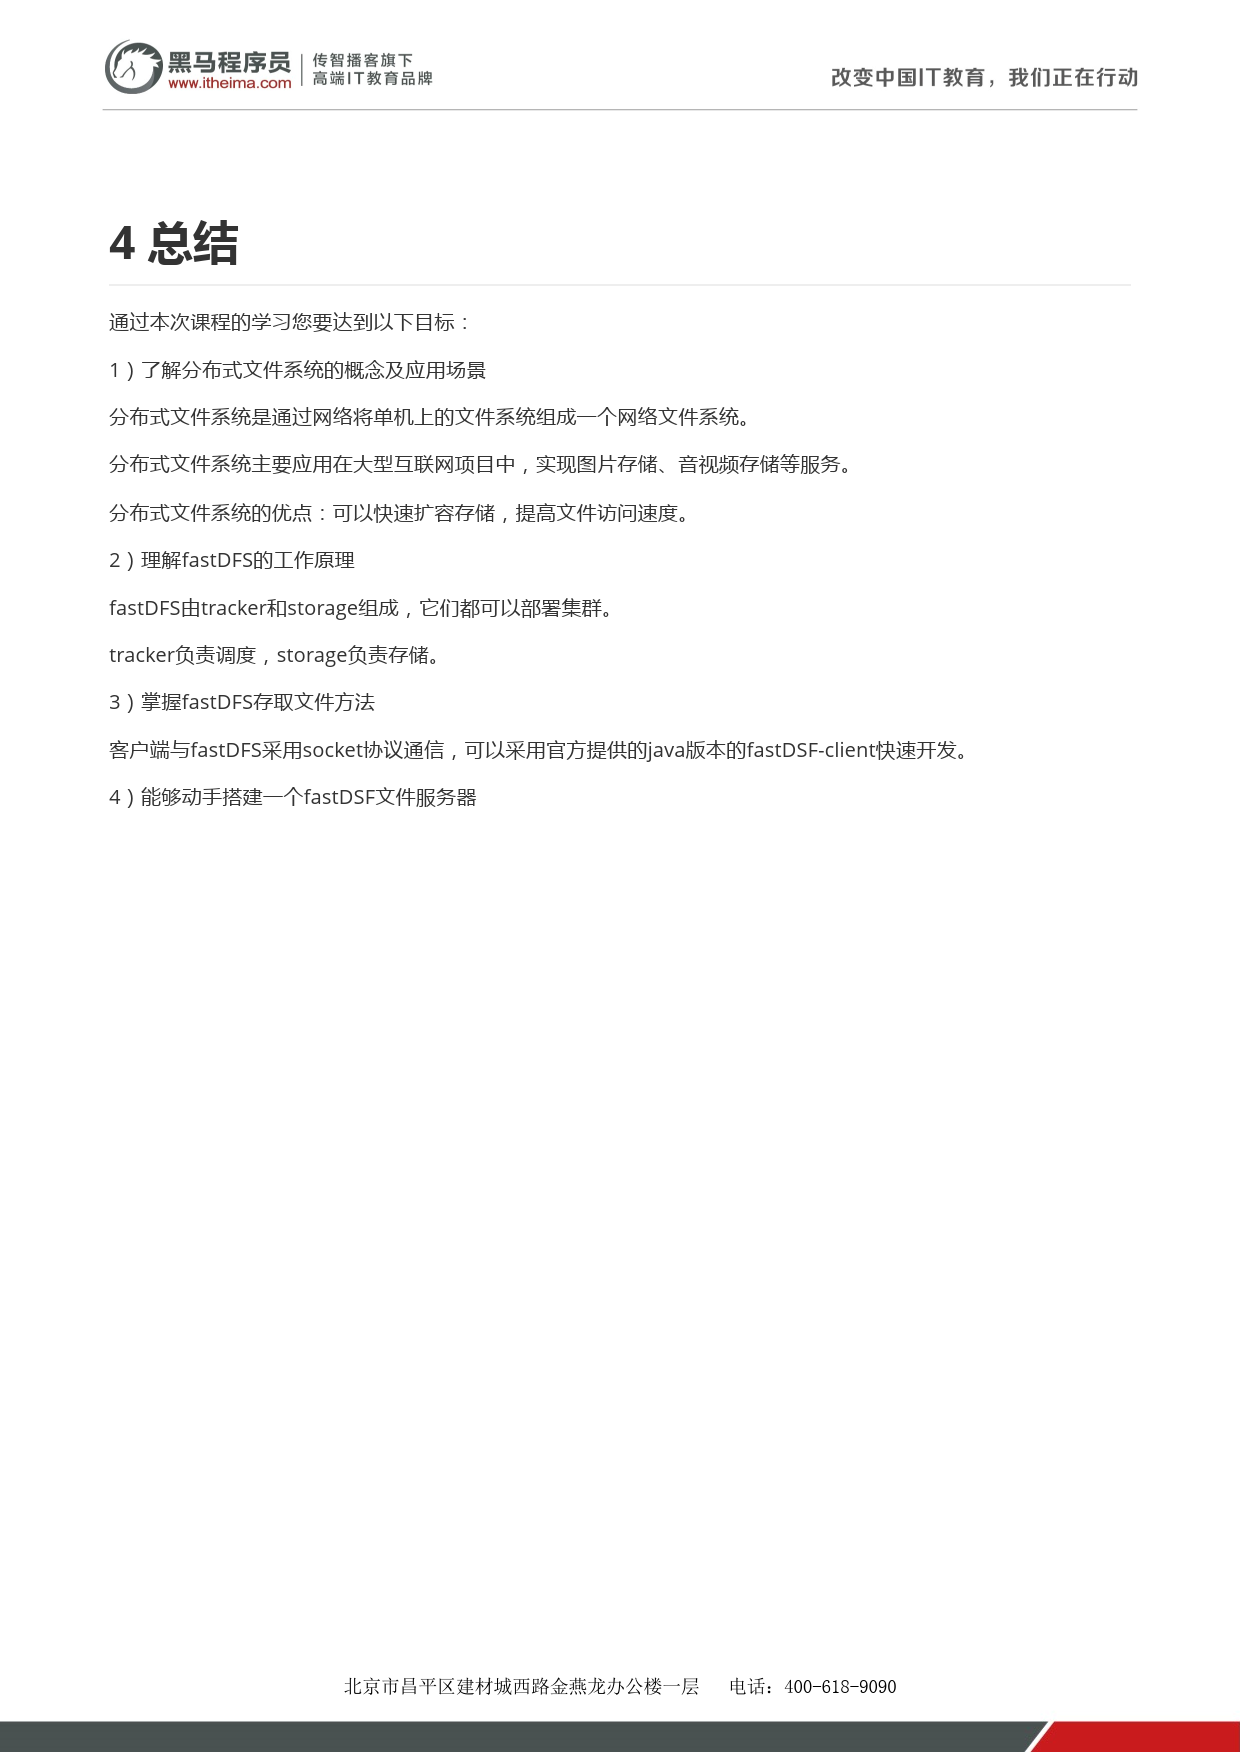 黑马程序员
www.itheima.com
传智播客旗下
高端IT教育品牌
改变中国IT教育，我们正在行动
4 总结
通过本次课程的学习您要达到以下目标：
1）了解分布式文件系统的概念及应用场景
分布式文件系统是通过网络将单机上的文件系统组成一个网络文件系统。
分布式文件系统主要应用在大型互联网项目中，实现图片存储、音视频存储等服务。
分布式文件系统的优点：可以快速扩容存储，提高文件访问速度。
2）理解fastDFS的工作原理
fastDFS由tracker和storage组成，它们都可以部署集群。
tracker负责调度，storage负责存储。
3）掌握fastDFS存取文件方法
客户端与fastDFS采用socket协议通信，可以采用官方提供的java版本的fastDSF-client快速开发。
4）能够动手搭建一个fastDSF文件服务器
北京市昌平区建材城西路金燕龙办公楼一层 电话：400-618-9090